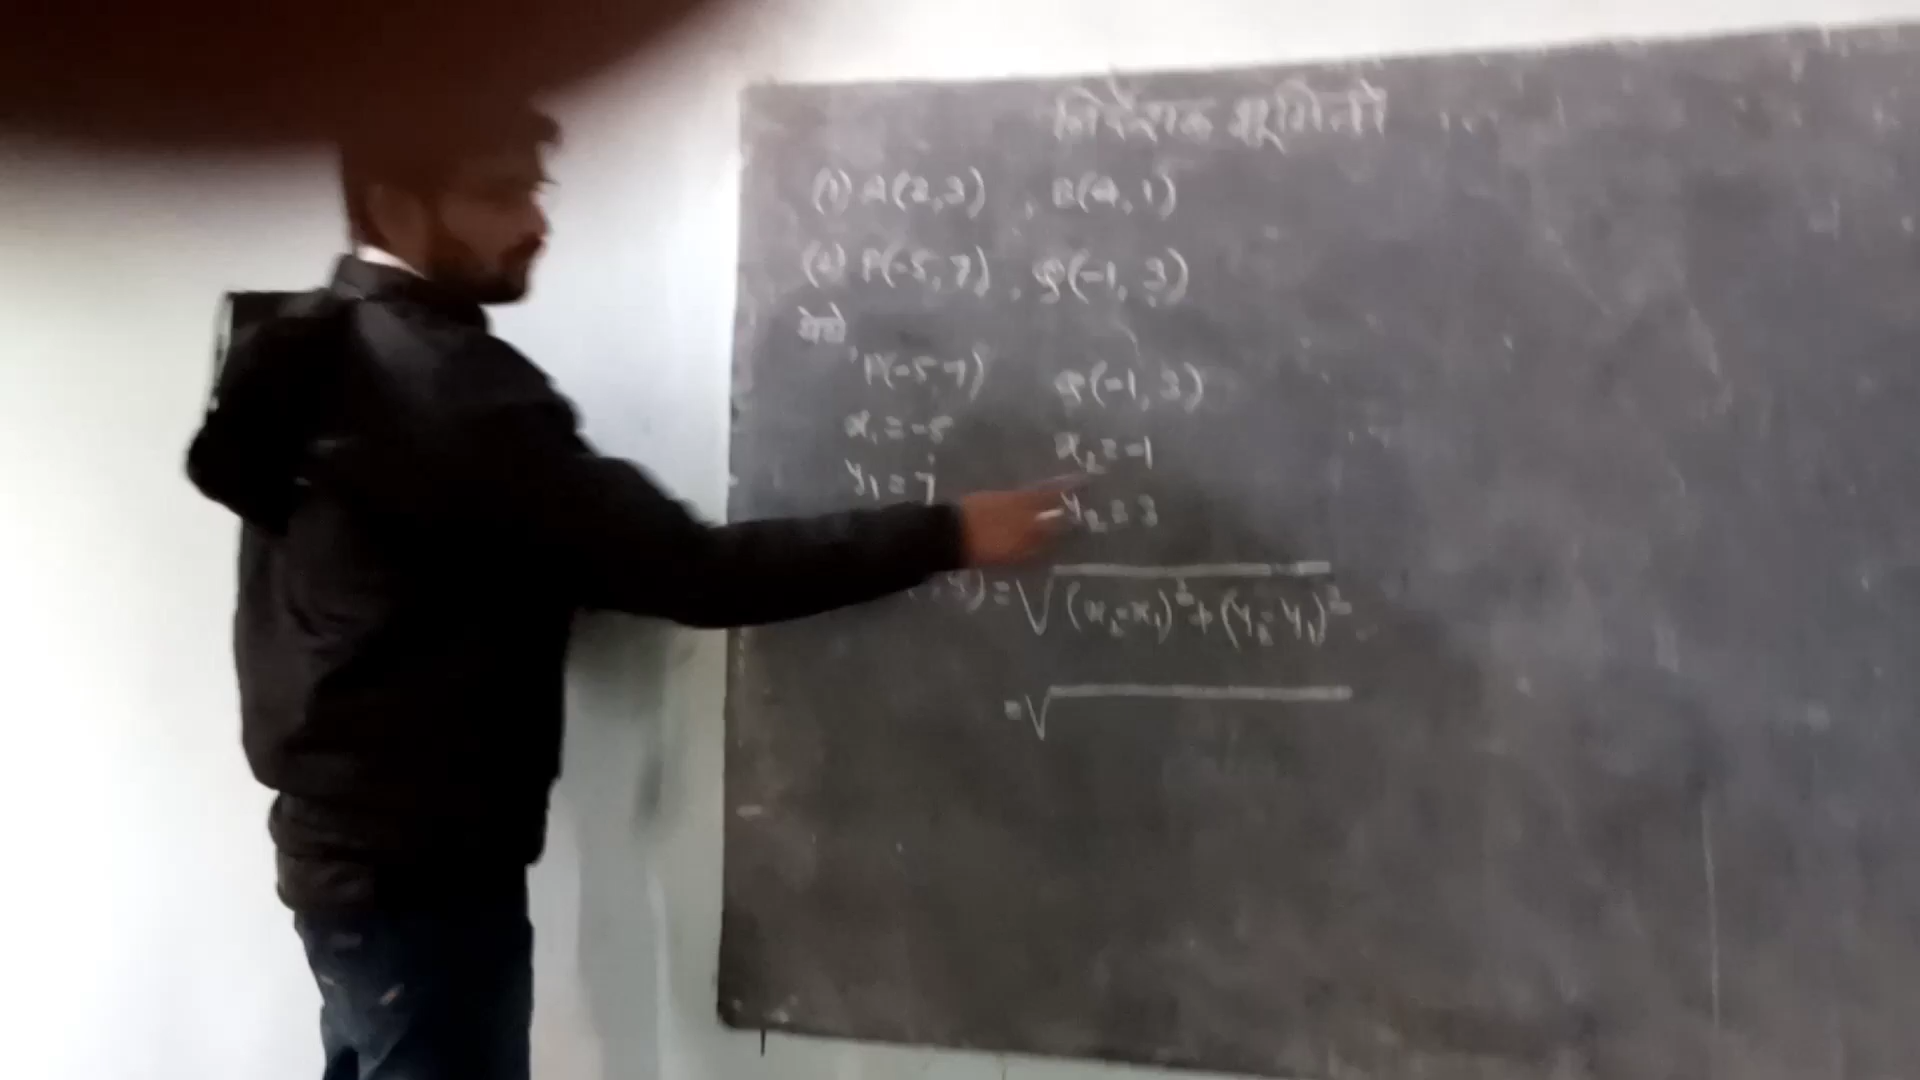 (1) A(2,3) , B(4,1)
(2) P(-5,7) , Q(-1,3)
येथे,
P(-5,7) Q(-1,3)
x₁ = -5 x₂ = -1
y₁ = 7 y₂ = 3
) = √(x₂-x₁)²+(y₂-y₁)²
= √